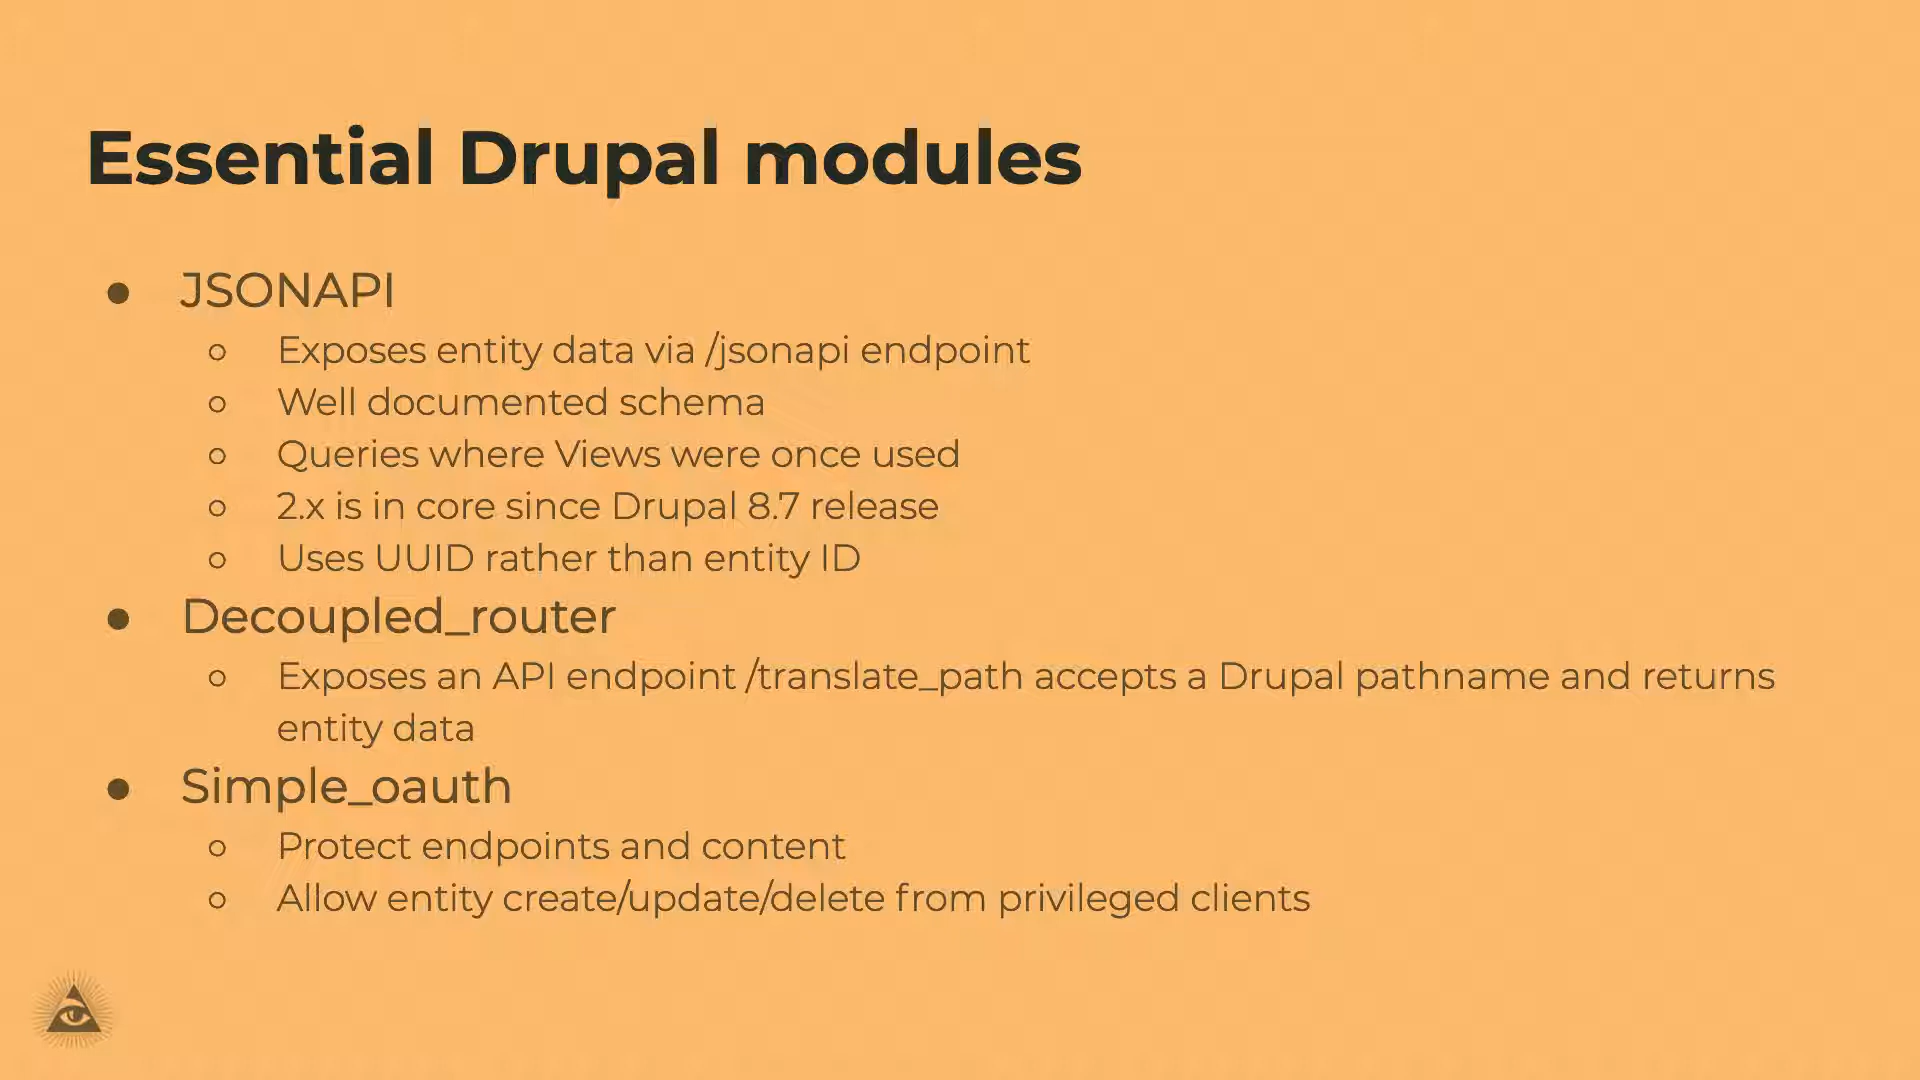 Essential Drupal modules
● JSONAPI
○ Exposes entity data via /jsonapi endpoint
○ Well documented schema
○ Queries where Views were once used
○ 2.x is in core since Drupal 8.7 release
○ Uses UUID rather than entity ID
● Decoupled_router
○ Exposes an API endpoint /translate_path accepts a Drupal pathname and returns
entity data
● Simple_oauth
○ Protect endpoints and content
○ Allow entity create/update/delete from privileged clients